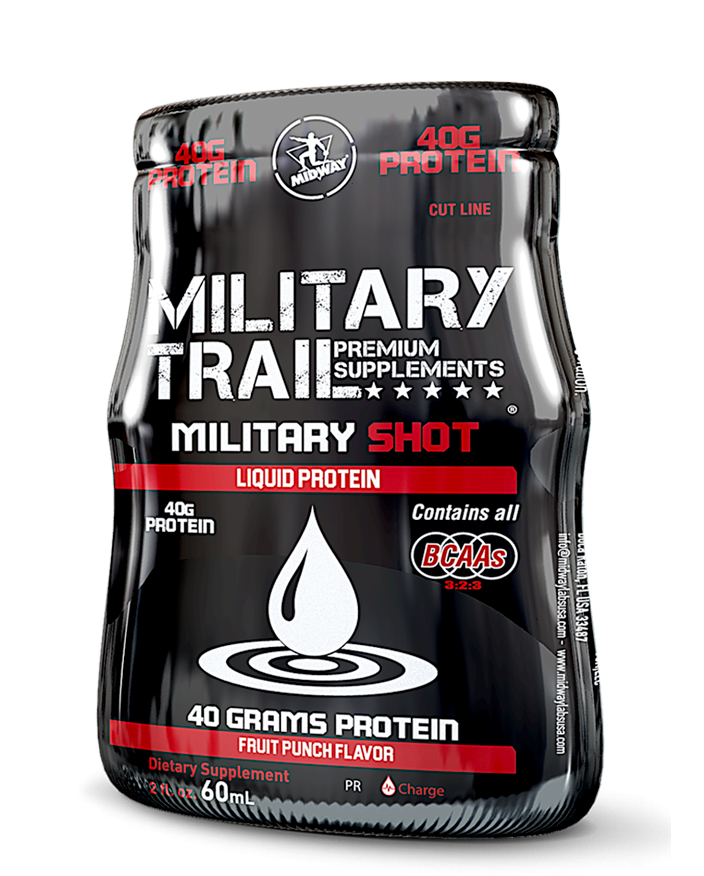 40G
PROTEIN
MIDWAY
40G
PROTEIN
CUT LINE
MILITARY
TRAIL
PREMIUM
SUPPLEMENTS
®
MILITARY SHOT
LIQUID PROTEIN
40G
PROTEIN
Contains all
BCAAs
3:2:3
40 GRAMS PROTEIN
FRUIT PUNCH FLAVOR
Dietary Supplement
2 fl. oz. 60mL
PR
Charge
info@midwaylabsusa.com - www.midwaylabsusa.com
Boca Raton, FL USA 33487